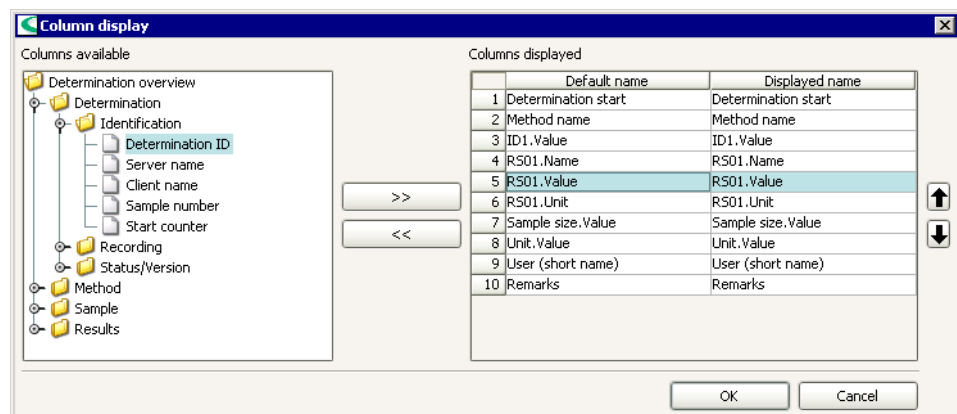 Column display
Columns available
Determination overview
Determination
Identification
Determination ID
Server name
Client name
Sample number
Start counter
Recording
Status/Version
Method
Sample
Results
>>
<<
Columns displayed
Default name Displayed name
1 Determination start Determination start
2 Method name Method name
3 ID1.Value ID1.Value
4 RS01.Name RS01.Name
5 RS01.Value RS01.Value
6 RS01.Unit RS01.Unit
7 Sample size.Value Sample size.Value
8 Unit.Value Unit.Value
9 User (short name) User (short name)
10 Remarks Remarks
OK Cancel